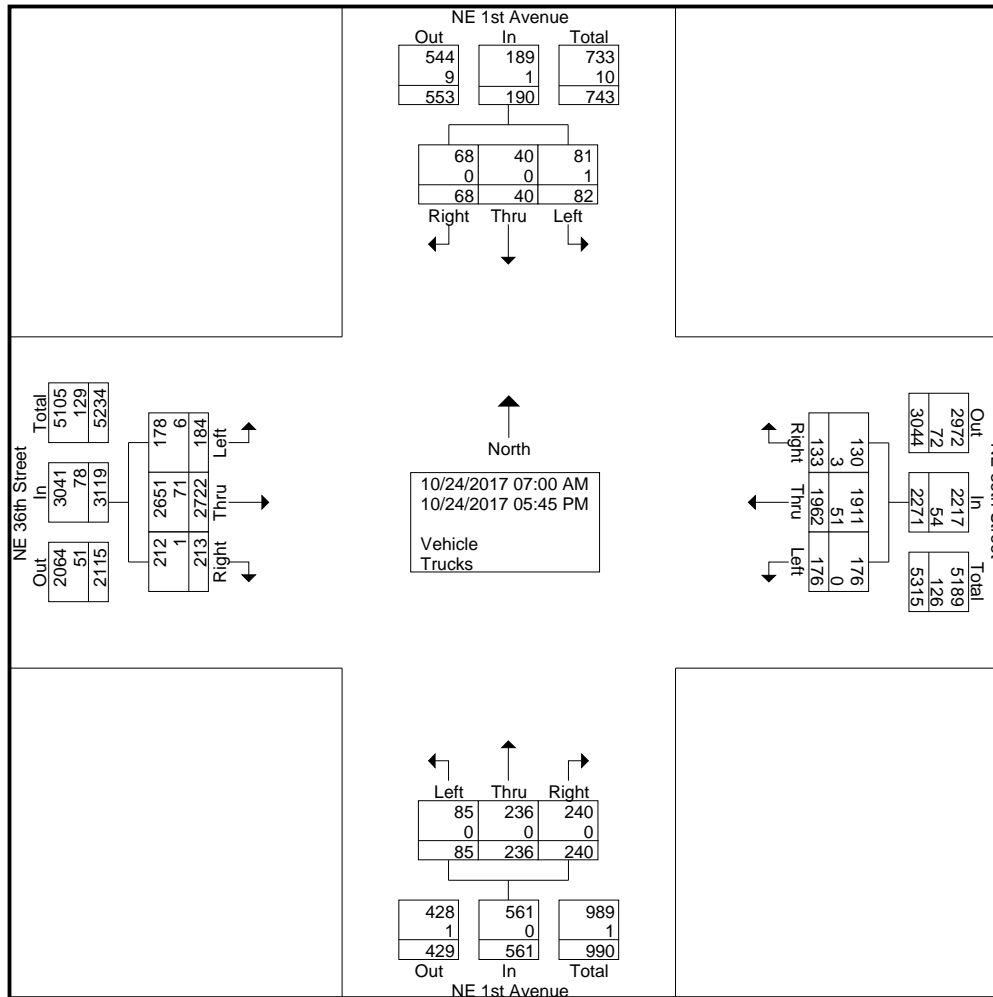 NE 1st Avenue
Out In Total
544 189 733
9 1 10
553 190 743
68 40 81
0 0 1
68 40 82
Right Thru Left
NE 36th Street
Total In Out
5105 3041 2064
129 78 51
5234 3119 2115
178 2651 212
6 71 1
184 2722 213
Left Thru Right
North
10/24/2017 07:00 AM
10/24/2017 05:45 PM
Vehicle
Trucks
Out In Total
2972 2217 5189
72 54 126
3044 2271 5315
130 1911 176
3 51 0
133 1962 176
Right Thru Left
Left Thru Right
85 236 240
0 0 0
85 236 240
428 561 989
1 0 1
429 561 990
Out In Total
NE 1st Avenue